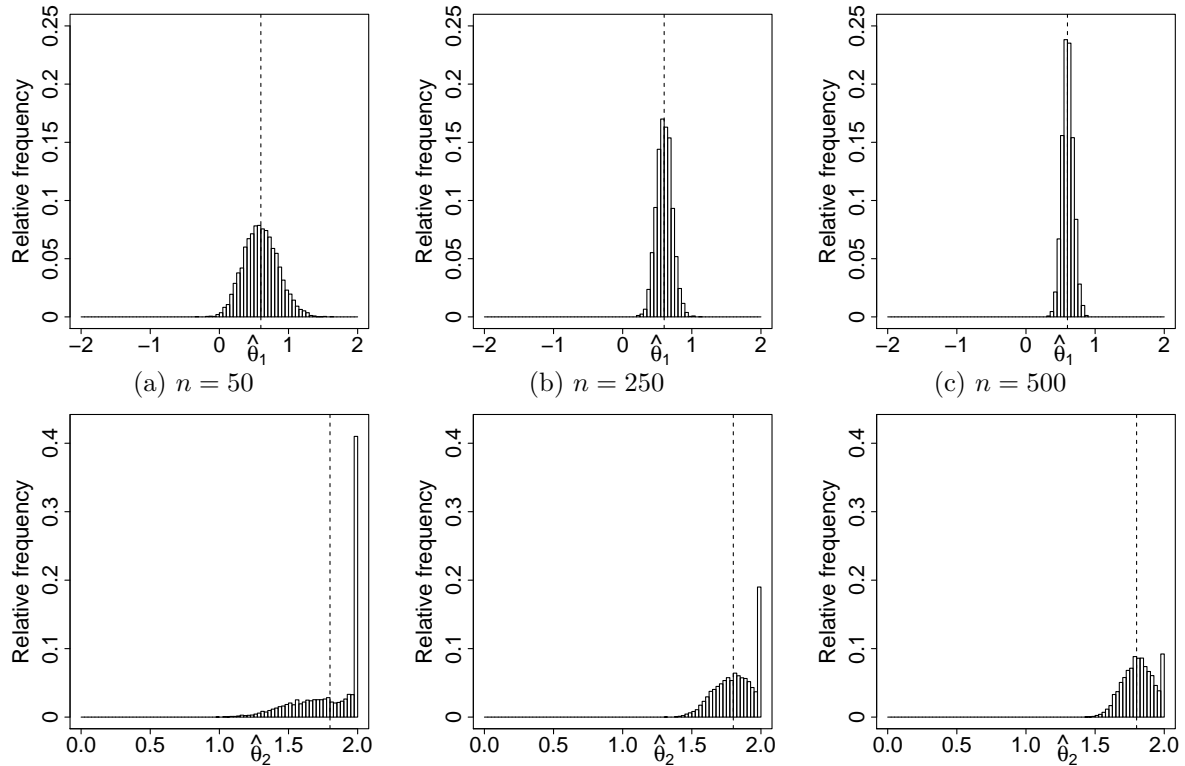 Relative frequency
0.25
0.2
0.15
0.1
0.05
0
−2 −1 0 1 2
θ̂₁
(a) n = 50
Relative frequency
0.25
0.2
0.15
0.1
0.05
0
−2 −1 0 1 2
θ̂₁
(b) n = 250
Relative frequency
0.25
0.2
0.15
0.1
0.05
0
−2 −1 0 1 2
θ̂₁
(c) n = 500
Relative frequency
0.4
0.3
0.2
0.1
0
0.0 0.5 1.0 1.5 2.0
θ̂₂
Relative frequency
0.4
0.3
0.2
0.1
0
0.0 0.5 1.0 1.5 2.0
θ̂₂
Relative frequency
0.4
0.3
0.2
0.1
0
0.0 0.5 1.0 1.5 2.0
θ̂₂